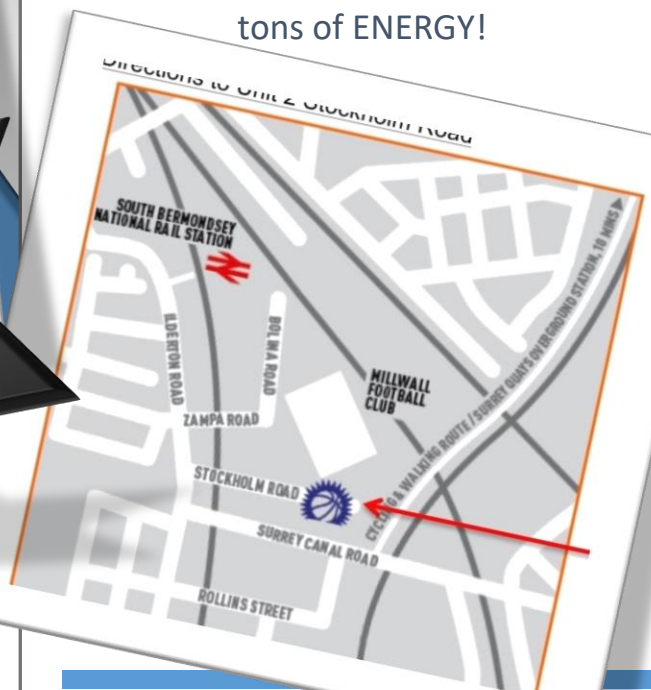 tons of ENERGY!
Directions to Unit 2 Stockholm Road
SOUTH BERMONDSEY
NATIONAL RAIL STATION
ILDERTON ROAD
BOLINA ROAD
ZAMPA ROAD
MILLWALL
FOOTBALL
CLUB
CYCLING & WALKING ROUTE / SURREY QUAYS OVERGROUND STATION, 10 MINS
STOCKHOLM ROAD
SURREY CANAL ROAD
ROLLINS STREET